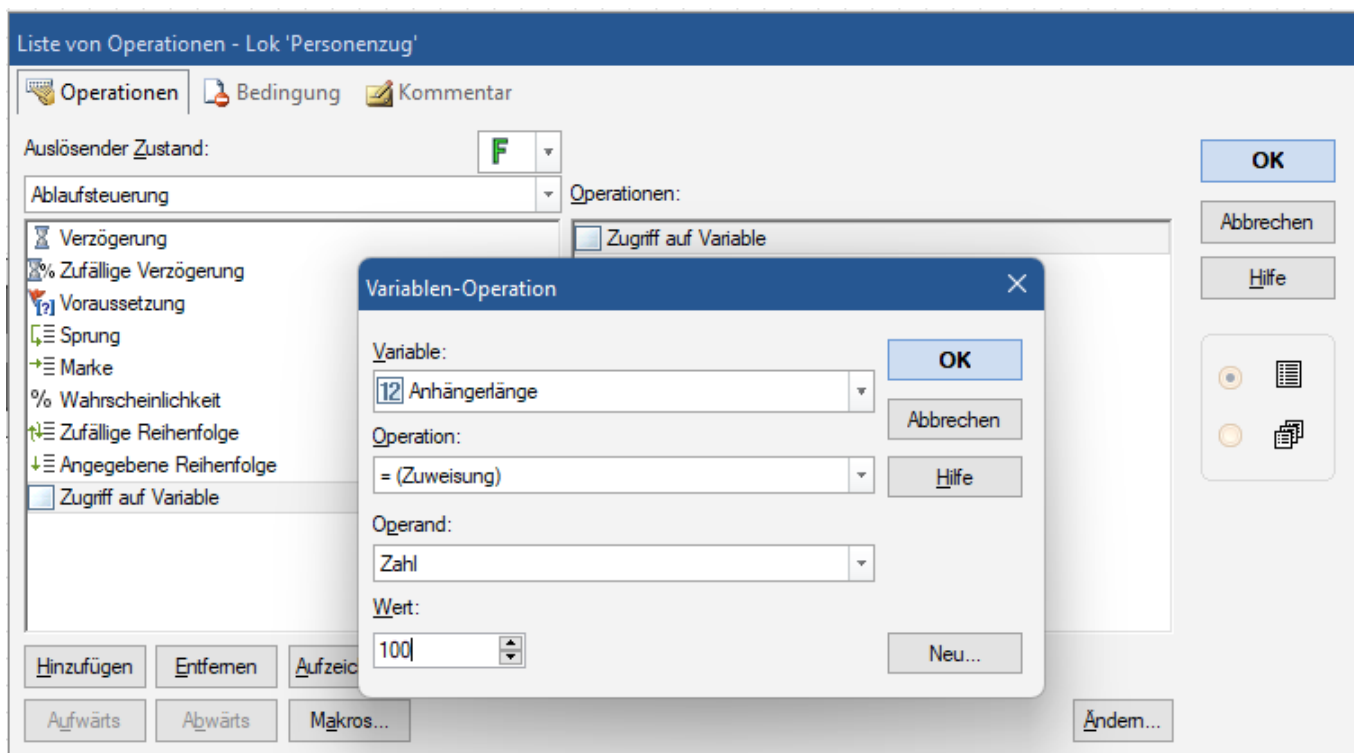 Liste von Operationen - Lok 'Personenzug'
Operationen Bedingung Kommentar
Auslösender Zustand:
F
Ablaufsteuerung
Operationen:
OK
Abbrechen
Hilfe
Verzögerung
% Zufällige Verzögerung
[?] Voraussetzung
Sprung
Marke
% Wahrscheinlichkeit
Zufällige Reihenfolge
Angegebene Reihenfolge
Zugriff auf Variable
Zugriff auf Variable
Variablen-Operation
Variable:
12 Anhängerlänge
Operation:
= (Zuweisung)
Operand:
Zahl
Wert:
100
OK
Abbrechen
Hilfe
Neu...
Hinzufügen Entfernen Aufzeic
Aufwärts Abwärts Makros... Ändern...